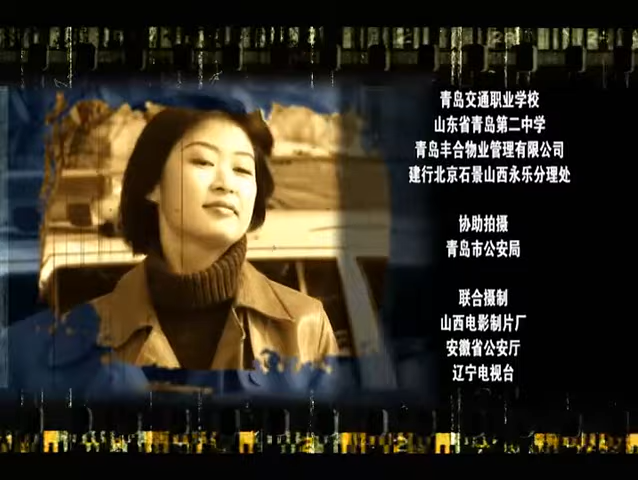 青岛交通职业学校
山东省青岛第二中学
青岛丰合物业管理有限公司
建行北京石景山西永乐分理处
协助拍摄
青岛市公安局
联合摄制
山西电影制片厂
安徽省公安厅
辽宁电视台